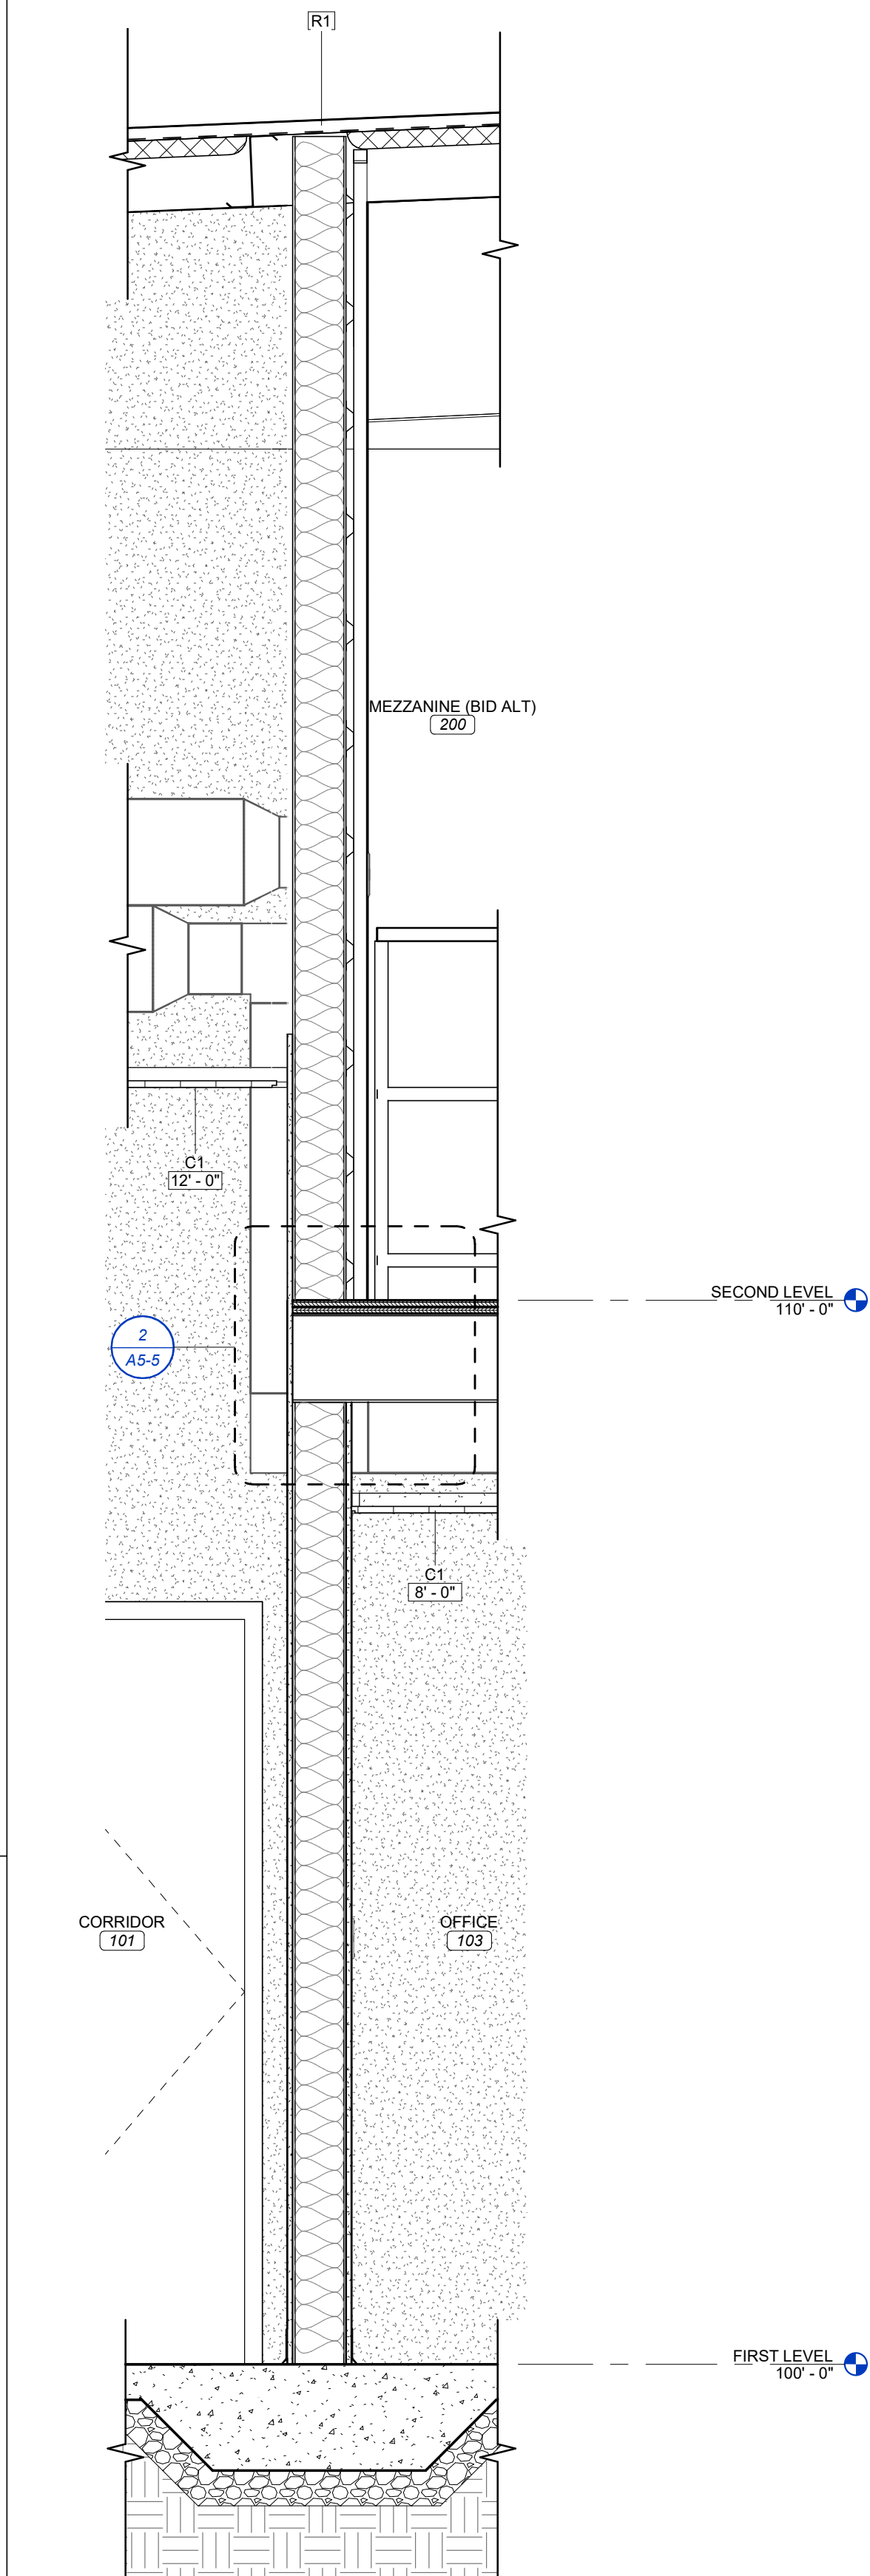 R1
MEZZANINE (BID ALT)
200
C1
12' - 0"
SECOND LEVEL
110' - 0"
2
A5-5
C1
8' - 0"
CORRIDOR
101
OFFICE
103
FIRST LEVEL
100' - 0"